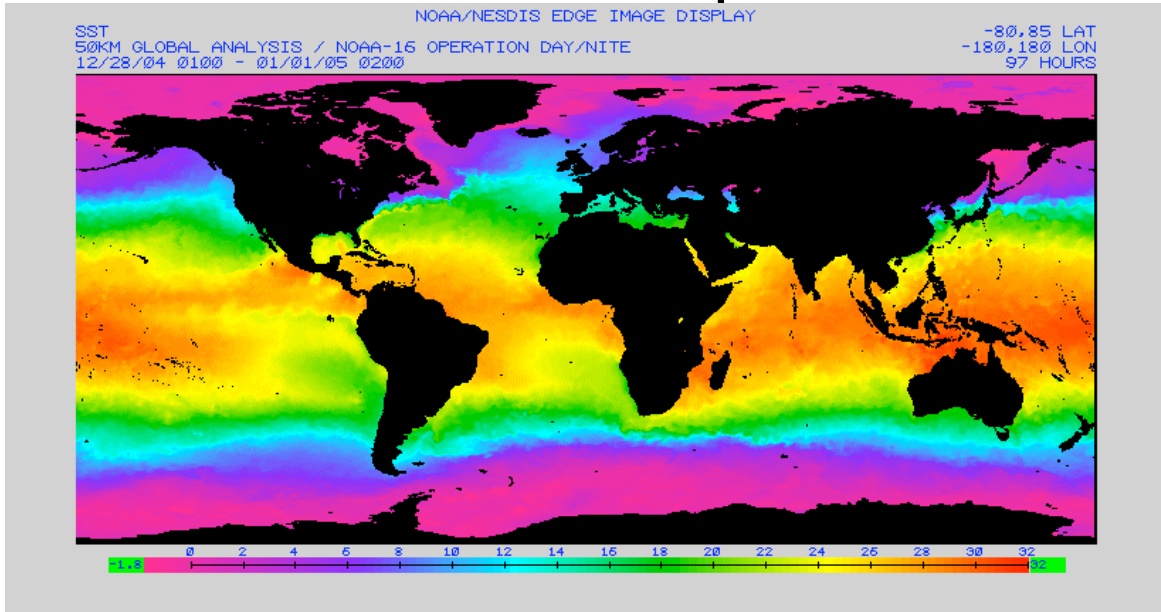 NOAA/NESDIS EDGE IMAGE DISPLAY
SST
-80,85 LAT
50KM GLOBAL ANALYSIS / NOAA-16 OPERATION DAY/NITE
-180,180 LON
12/28/04 0100 - 01/01/05 0200
97 HOURS
0 2 4 6 8 10 12 14 16 18 20 22 24 26 28 30 32
-1.8 32